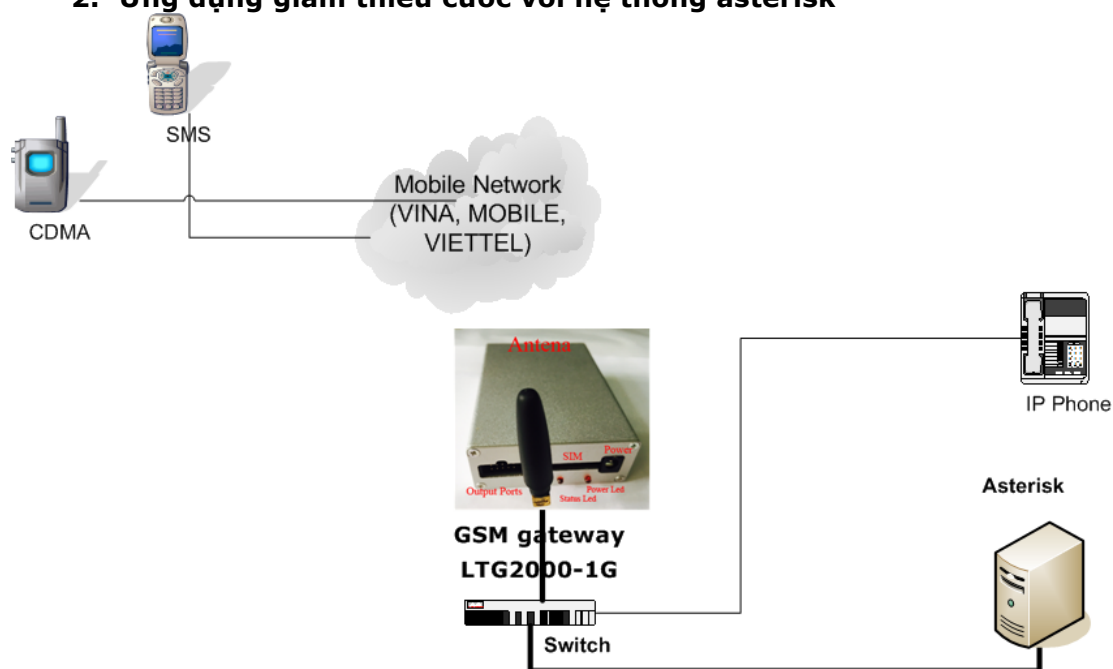 2. Ứng dụng giảm thiểu cước với hệ thống asterisk
SMS
CDMA
Mobile Network
(VINA, MOBILE,
VIETTEL)
Antena
SIM
Power
Output Ports
Power Led
Status Led
GSM gateway
LTG2000-1G
Switch
IP Phone
Asterisk